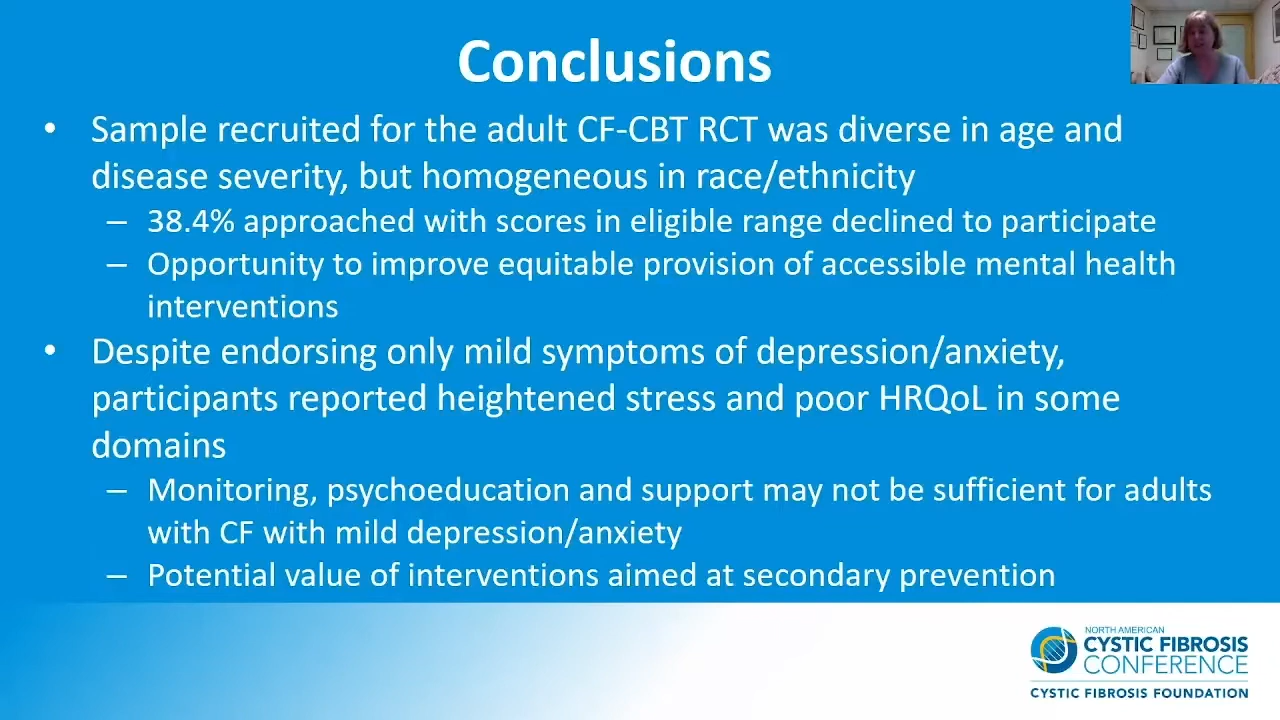 Conclusions
• Sample recruited for the adult CF-CBT RCT was diverse in age and
disease severity, but homogeneous in race/ethnicity
– 38.4% approached with scores in eligible range declined to participate
– Opportunity to improve equitable provision of accessible mental health
interventions
• Despite endorsing only mild symptoms of depression/anxiety,
participants reported heightened stress and poor HRQoL in some
domains
– Monitoring, psychoeducation and support may not be sufficient for adults
with CF with mild depression/anxiety
– Potential value of interventions aimed at secondary prevention
NORTH AMERICAN
CYSTIC FIBROSIS
CONFERENCE
CYSTIC FIBROSIS FOUNDATION